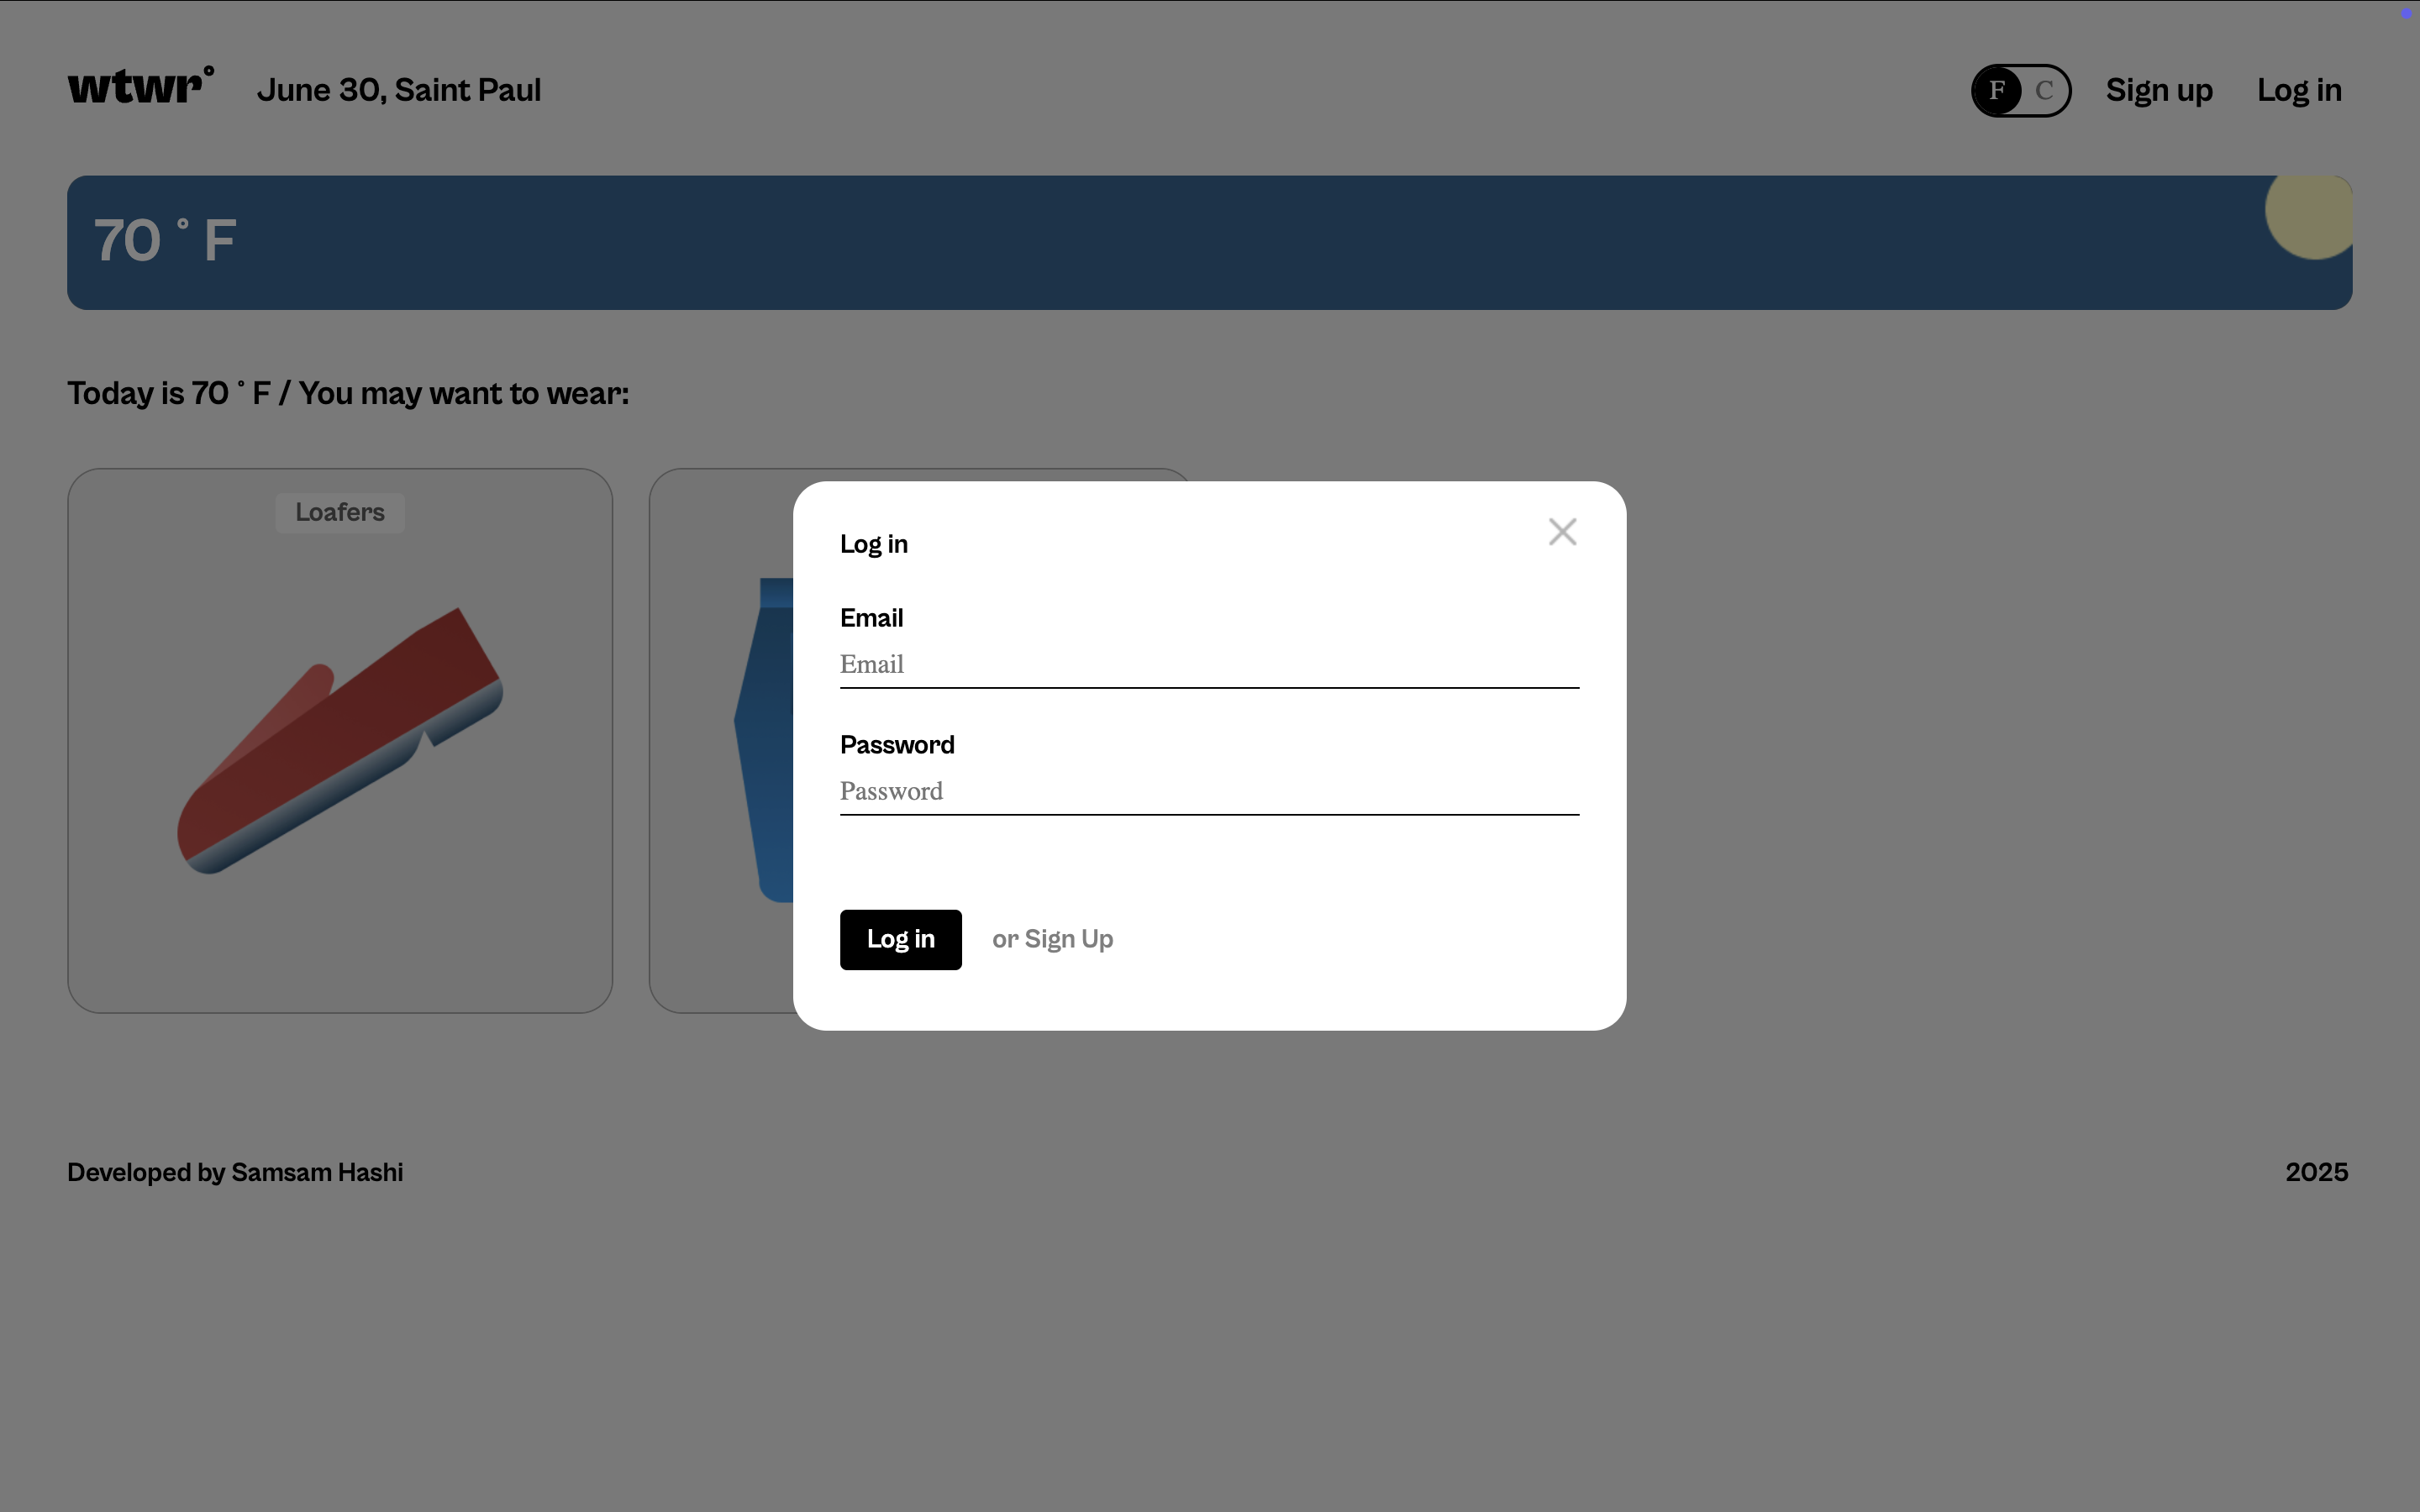 wtwr°
June 30, Saint Paul
F C
Sign up
Log in
70 ° F
Today is 70 ° F / You may want to wear:
Loafers
Log in
Email
Email
Password
Password
Log in
or Sign Up
Developed by Samsam Hashi
2025